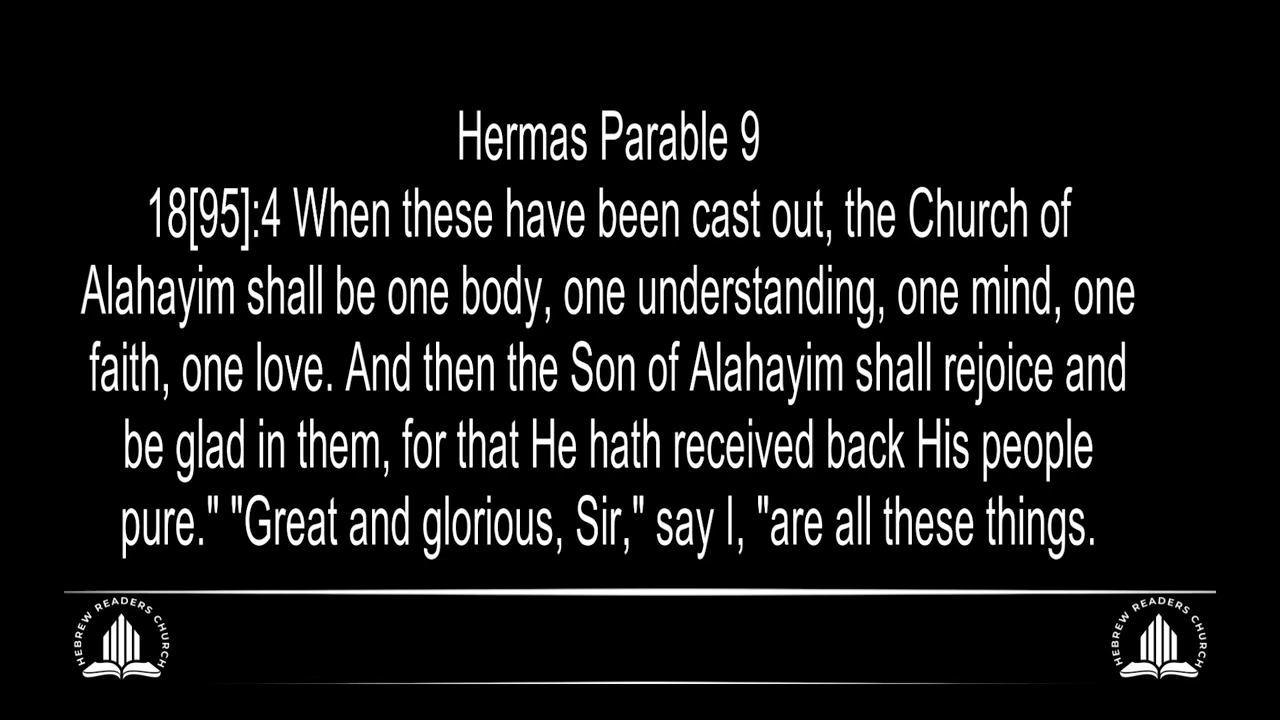 Hermas Parable 9
18[95]:4 When these have been cast out, the Church of
Alahayim shall be one body, one understanding, one mind, one
faith, one love. And then the Son of Alahayim shall rejoice and
be glad in them, for that He hath received back His people
pure." "Great and glorious, Sir," say I, "are all these things.
HEBREW READERS CHURCH
HEBREW READERS CHURCH